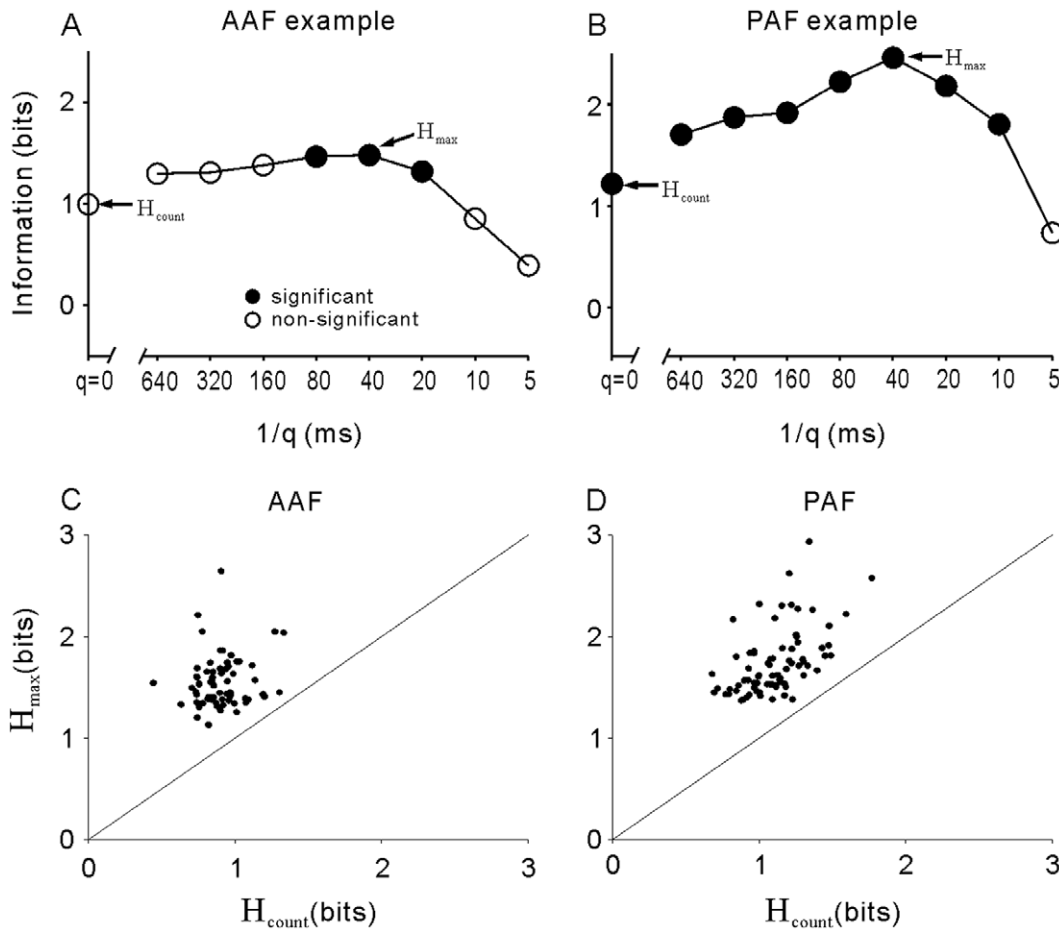 A AAF example
B PAF example
Information (bits)
2
1
0
H_max
H_count
significant
non-significant
q=0 640 320 160 80 40 20 10 5
1/q (ms)
2
1
0
H_max
H_count
q=0 640 320 160 80 40 20 10 5
1/q (ms)
C AAF
H_max(bits)
3
2
1
0
0 1 2 3
H_count(bits)
D PAF
3
2
1
0
0 1 2 3
H_count(bits)